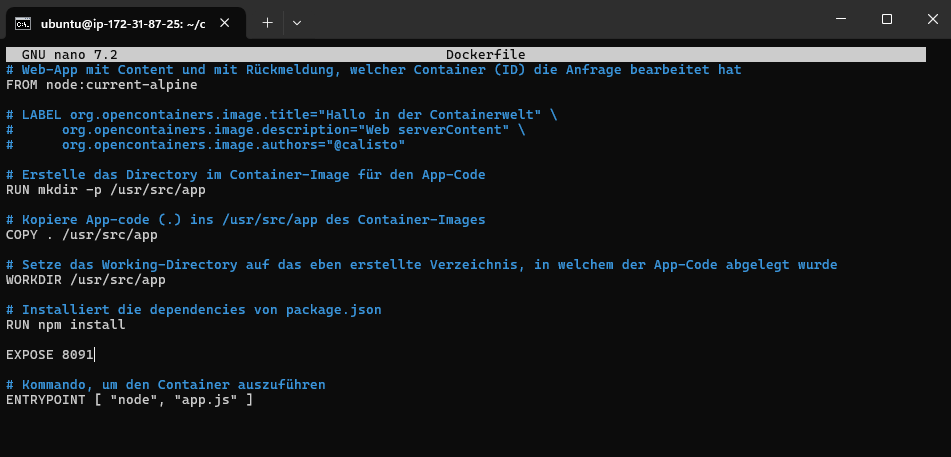 ubuntu@ip-172-31-87-25: ~/c
GNU nano 7.2 Dockerfile
# Web-App mit Content und mit Rückmeldung, welcher Container (ID) die Anfrage bearbeitet hat
FROM node:current-alpine
# LABEL org.opencontainers.image.title="Hallo in der Containerwelt" \
#      org.opencontainers.image.description="Web serverContent" \
#      org.opencontainers.image.authors="@calisto"
# Erstelle das Directory im Container-Image für den App-Code
RUN mkdir -p /usr/src/app
# Kopiere App-code (.) ins /usr/src/app des Container-Images
COPY . /usr/src/app
# Setze das Working-Directory auf das eben erstellte Verzeichnis, in welchem der App-Code abgelegt wurde
WORKDIR /usr/src/app
# Installiert die dependencies von package.json
RUN npm install
EXPOSE 8091
# Kommando, um den Container auszuführen
ENTRYPOINT [ "node", "app.js" ]